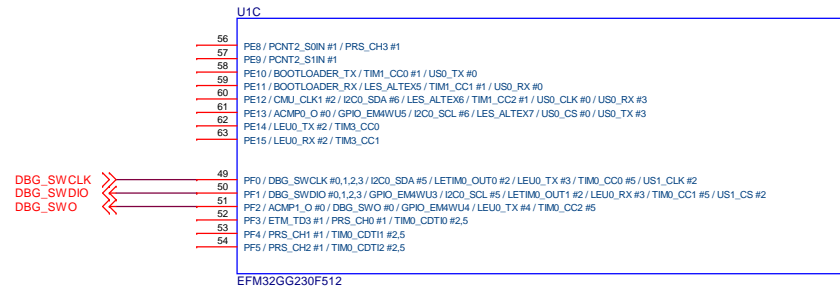 U1C
56 PE8 / PCNT2_S0IN #1 / PRS_CH3 #1
57 PE9 / PCNT2_S1IN #1
58 PE10 / BOOTLOADER_TX / TIM1_CC0 #1 / US0_TX #0
59 PE11 / BOOTLOADER_RX / LES_ALTEX5 / TIM1_CC1 #1 / US0_RX #0
60 PE12 / CMU_CLK1 #2 / I2C0_SDA #6 / LES_ALTEX6 / TIM1_CC2 #1 / US0_CLK #0 / US0_RX #3
61 PE13 / ACMP0_O #0 / GPIO_EM4WU5 / I2C0_SCL #6 / LES_ALTEX7 / US0_CS #0 / US0_TX #3
62 PE14 / LEU0_TX #2 / TIM3_CC0
63 PE15 / LEU0_RX #2 / TIM3_CC1
DBG_SWCLK 49 PF0 / DBG_SWCLK #0,1,2,3 / I2C0_SDA #5 / LETIM0_OUT0 #2 / LEU0_TX #3 / TIM0_CC0 #5 / US1_CLK #2
DBG_SWDIO 50 PF1 / DBG_SWDIO #0,1,2,3 / GPIO_EM4WU3 / I2C0_SCL #5 / LETIM0_OUT1 #2 / LEU0_RX #3 / TIM0_CC1 #5 / US1_CS #2
DBG_SWO 51 PF2 / ACMP1_O #0 / DBG_SWO #0 / GPIO_EM4WU4 / LEU0_TX #4 / TIM0_CC2 #5
52 PF3 / ETM_TD3 #1 / PRS_CH0 #1 / TIM0_CDTI0 #2,5
53 PF4 / PRS_CH1 #1 / TIM0_CDTI1 #2,5
54 PF5 / PRS_CH2 #1 / TIM0_CDTI2 #2,5
EFM32GG230F512